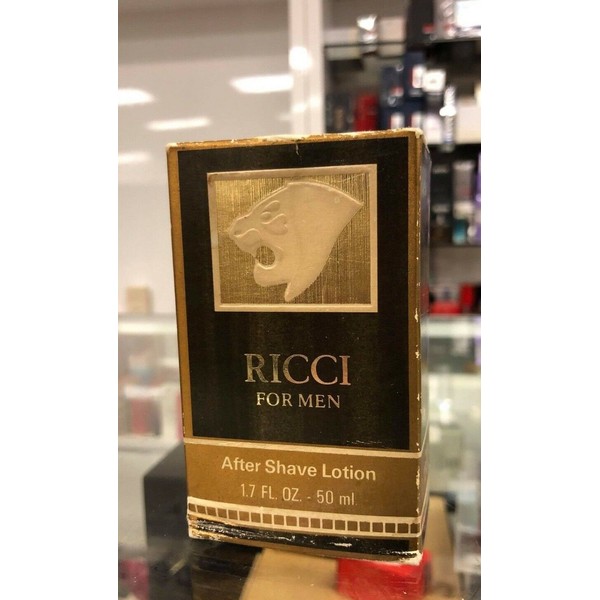 RICCI
FOR MEN
After Shave Lotion
1.7 FL. OZ. - 50 ml